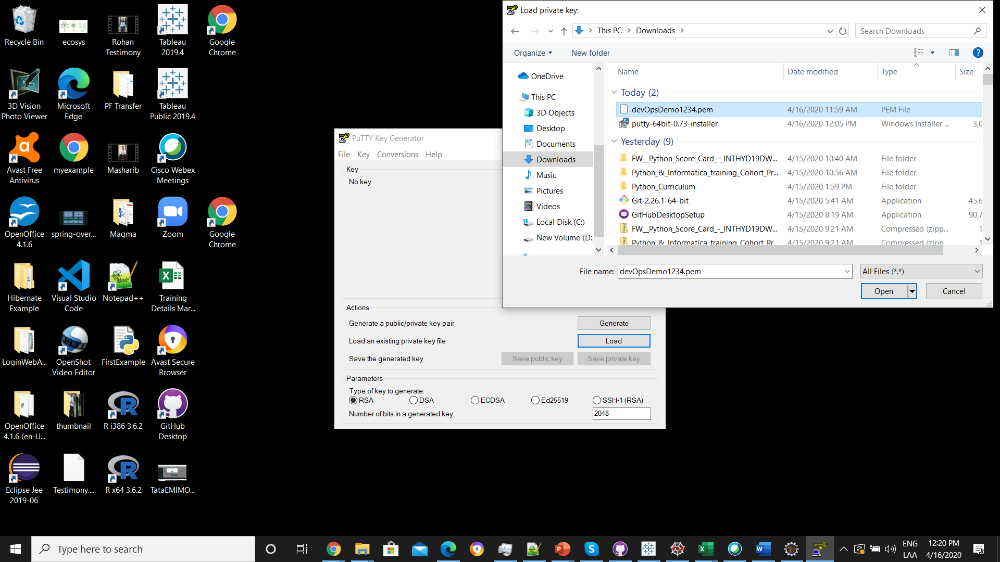 Recycle Bin
ecosys
Rohan
Testimony
Tableau
2019.4
Google
Chrome
3D Vision
Photo Viewer
Microsoft
Edge
PF Transfer
Tableau
Public 2019.4
Avast Free
Antivirus
myexample
Masharib
Cisco Webex
Meetings
OpenOffice
4.1.6
spring-over...
Magma
Zoom
Google
Chrome
Hibernate
Example
Visual Studio
Code
Notepad++
Training
Details Mar...
LoginWebA...
OpenShot
Video Editor
FirstExample
Avast Secure
Browser
OpenOffice
4.1.6 (en-U...
thumbnail
R i386 3.6.2
GitHub
Desktop
Eclipse Jee
2019-06
Testimony....
R x64 3.6.2
TataEMIMO...
PuTTY Key Generator
File Key Conversions Help
Key
No key.
Actions
Generate a public/private key pair
Generate
Load an existing private key file
Load
Save the generated key
Save public key
Save private key
Parameters
Type of key to generate:
RSA DSA ECDSA Ed25519 SSH-1 (RSA)
Number of bits in a generated key:
2048
Load private key:
This PC Downloads
Search Downloads
Organize New folder
OneDrive
This PC
3D Objects
Desktop
Documents
Downloads
Music
Pictures
Videos
Local Disk (C:)
New Volume (D:)
Name Date modified Type Size
Today (2)
devOpsDemo1234.pem 4/16/2020 11:59 AM PEM File
putty-64bit-0.73-installer 4/16/2020 12:05 PM Windows Installer ... 3,0
Yesterday (9)
FW__Python_Score_Card_-_INTHYD19DW... 4/15/2020 10:40 AM File folder
Python_&_Informatica_training_Cohort_Pr... 4/15/2020 10:56 AM File folder
Python_Curriculum 4/15/2020 1:59 PM File folder
Git-2.26.1-64-bit 4/15/2020 5:41 AM Application 45,6
GitHubDesktopSetup 4/15/2020 8:19 AM Application 90,7
FW__Python_Score_Card_-_INTHYD19DW... 4/15/2020 9:21 AM Compressed (zipp... 1
Python_&_Informatica_training_Cohort_Pr 4/15/2020 9:21 AM Compressed (zipp 1
File name: devOpsDemo1234.pem
All Files (*.*)
Open
Cancel
Type here to search
ENG
LAA
12:20 PM
4/16/2020